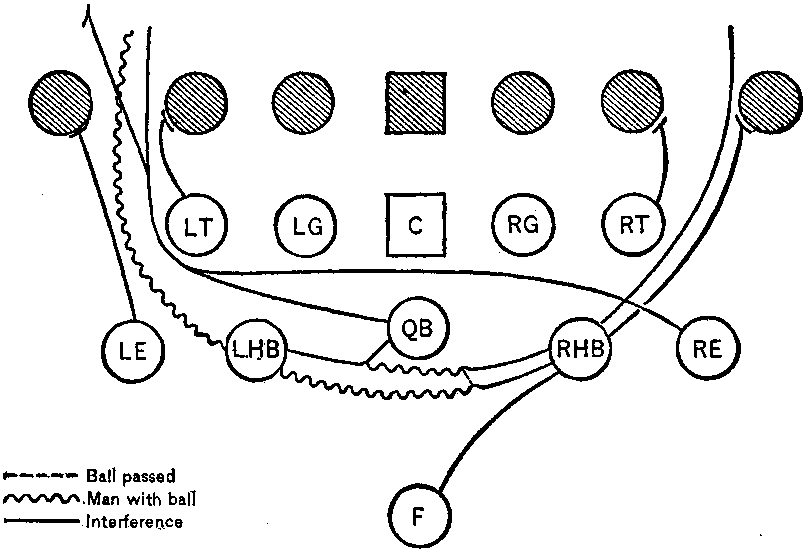 LT LG C RG RT
QB
LE LHB RHB RE
F
Ball passed
Man with ball
Interference